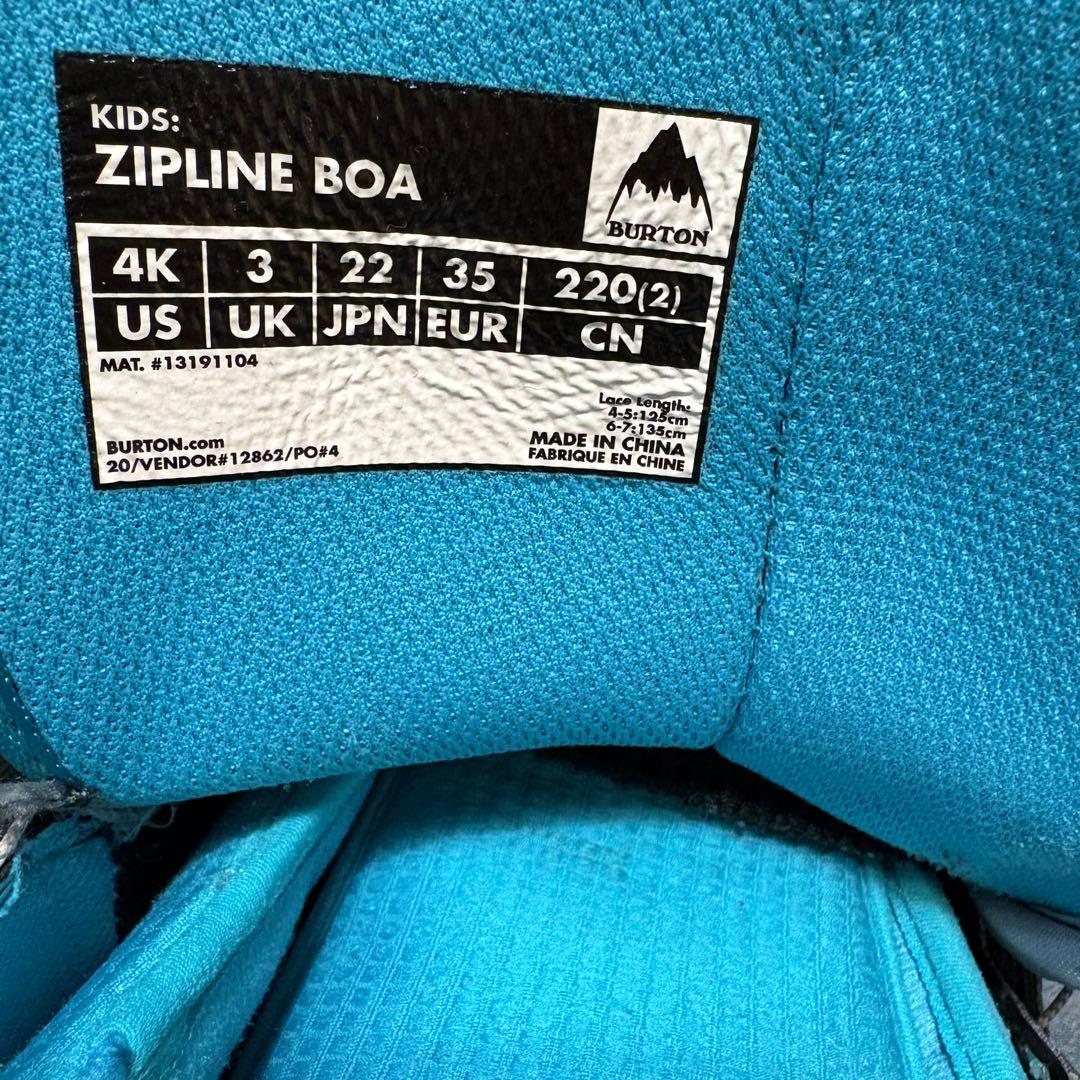 KIDS:
ZIPLINE BOA
BURTON
4K 3 22 35 220(2)
US UK JPN EUR CN
MAT. #13191104
Lace Length:
4-5:125cm
6-7:135cm
BURTON.com
20/VENDOR#12862/PO#4
MADE IN CHINA
FABRIQUE EN CHINE